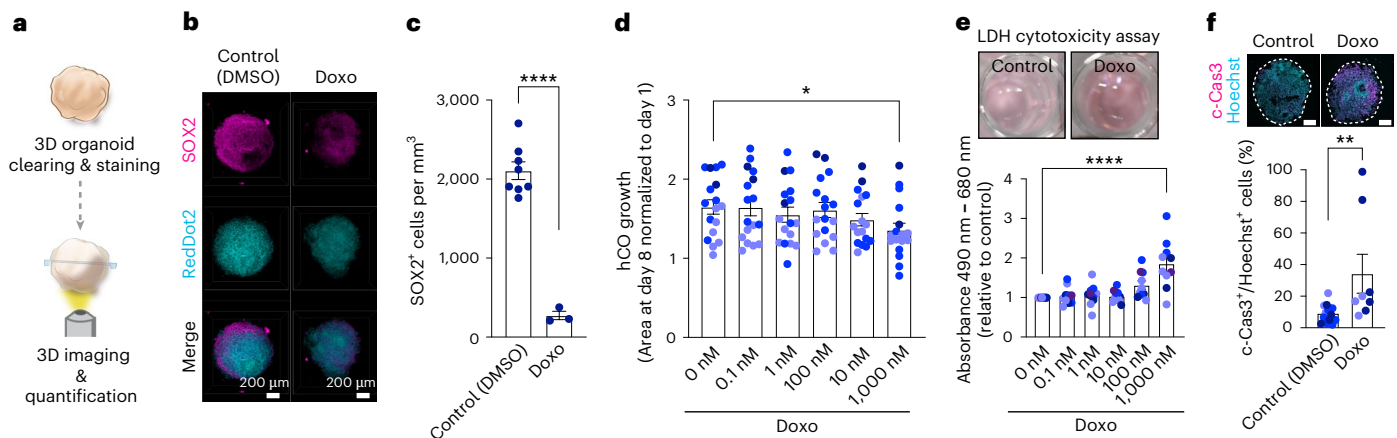 a
3D organoid
clearing & staining
3D imaging
&
quantification
b
Control
(DMSO)
Doxo
SOX2
RedDot2
Merge
200 µm
200 µm
c
****
SOX2⁺ cells per mm³
3,000
2,000
1,000
0
Control (DMSO)
Doxo
d
*
hCO growth
(Area at day 8 normalized to day 1)
3
2
1
0
0 nM
0.1 nM
1 nM
100 nM
10 nM
1,000 nM
Doxo
e
LDH cytotoxicity assay
Control
Doxo
****
Absorbance 490 nm – 680 nm
(relative to control)
4
3
2
1
0
0 nM
0.1 nM
1 nM
10 nM
100 nM
1,000 nM
Doxo
f
Control
Doxo
c-Cas3
Hoechst
**
c-Cas3⁺/Hoechst⁺ cells (%)
100
80
60
40
20
0
Control (DMSO)
Doxo